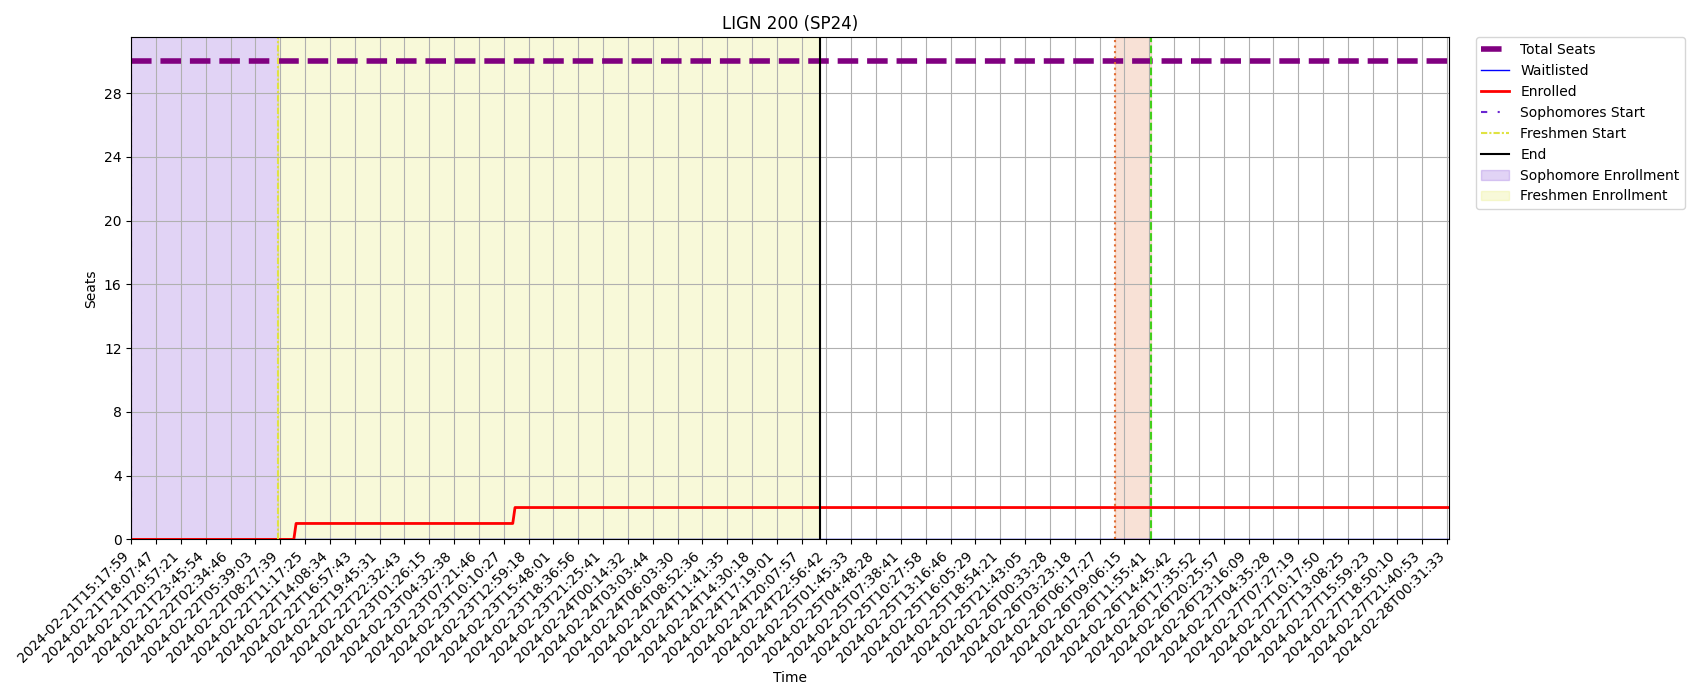 LIGN 200 (SP24)
Total Seats
Waitlisted
Enrolled
Sophomores Start
Freshmen Start
End
Sophomore Enrollment
Freshmen Enrollment
Seats
28
24
20
16
12
8
4
0
2024-02-21T15:17:59
2024-02-21T18:07:47
2024-02-21T20:57:21
2024-02-21T23:45:54
2024-02-22T02:34:46
2024-02-22T05:39:03
2024-02-22T08:27:39
2024-02-22T11:17:25
2024-02-22T14:08:34
2024-02-22T16:57:43
2024-02-22T19:45:31
2024-02-22T22:32:43
2024-02-23T01:26:15
2024-02-23T04:32:38
2024-02-23T07:21:46
2024-02-23T10:10:27
2024-02-23T12:59:18
2024-02-23T15:48:01
2024-02-23T18:36:56
2024-02-23T21:25:41
2024-02-24T00:14:32
2024-02-24T03:03:44
2024-02-24T06:03:30
2024-02-24T08:52:36
2024-02-24T11:41:35
2024-02-24T14:30:18
2024-02-24T17:19:01
2024-02-24T20:07:57
2024-02-24T22:56:42
2024-02-25T01:45:33
2024-02-25T04:48:28
2024-02-25T07:38:41
2024-02-25T10:27:58
2024-02-25T13:16:46
2024-02-25T16:05:29
2024-02-25T18:54:21
2024-02-25T21:43:05
2024-02-26T00:33:28
2024-02-26T03:23:18
2024-02-26T06:17:27
2024-02-26T09:06:15
2024-02-26T11:55:41
2024-02-26T14:45:42
2024-02-26T17:35:52
2024-02-26T20:25:57
2024-02-26T23:16:09
2024-02-27T04:35:28
2024-02-27T07:27:19
2024-02-27T10:17:50
2024-02-27T13:08:25
2024-02-27T15:59:23
2024-02-27T18:50:10
2024-02-27T21:40:53
2024-02-28T00:31:33
Time